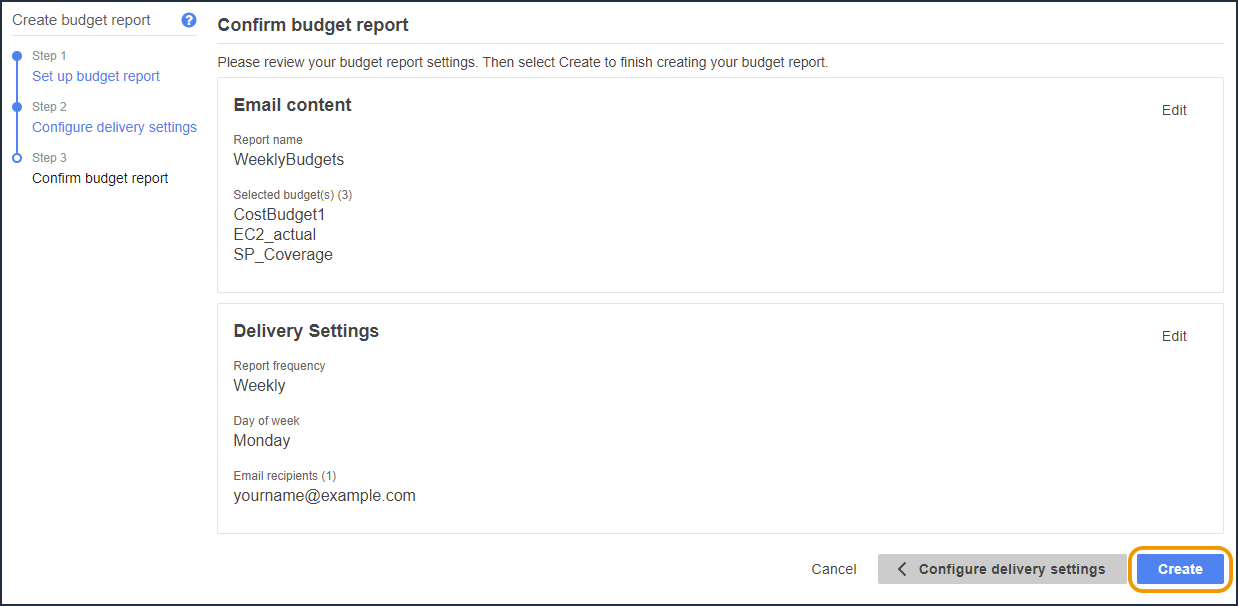 Create budget report
?
Step 1
Set up budget report
Step 2
Configure delivery settings
Step 3
Confirm budget report
Confirm budget report
Please review your budget report settings. Then select Create to finish creating your budget report.
Email content
Edit
Report name
WeeklyBudgets
Selected budget(s) (3)
CostBudget1
EC2_actual
SP_Coverage
Delivery Settings
Edit
Report frequency
Weekly
Day of week
Monday
Email recipients (1)
yourname@example.com
Cancel
Configure delivery settings
Create